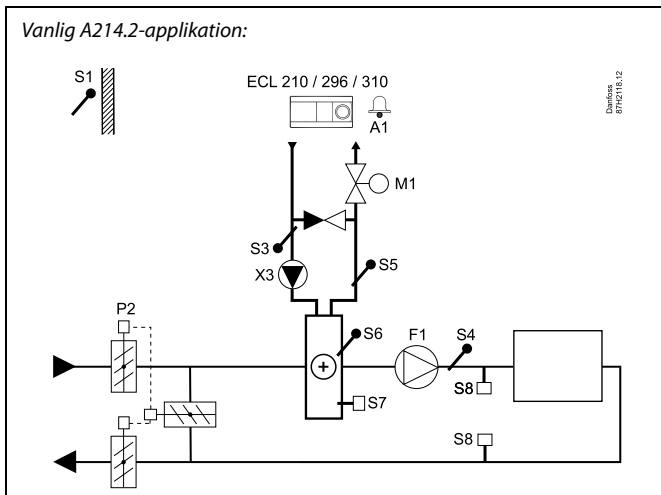 Vanlig A214.2-applikation:
S1
ECL 210 / 296 / 310
A1
Danfoss
87H2118.12
M1
S3
S5
X3
P2
S6
F1
S4
S7
S8
S8